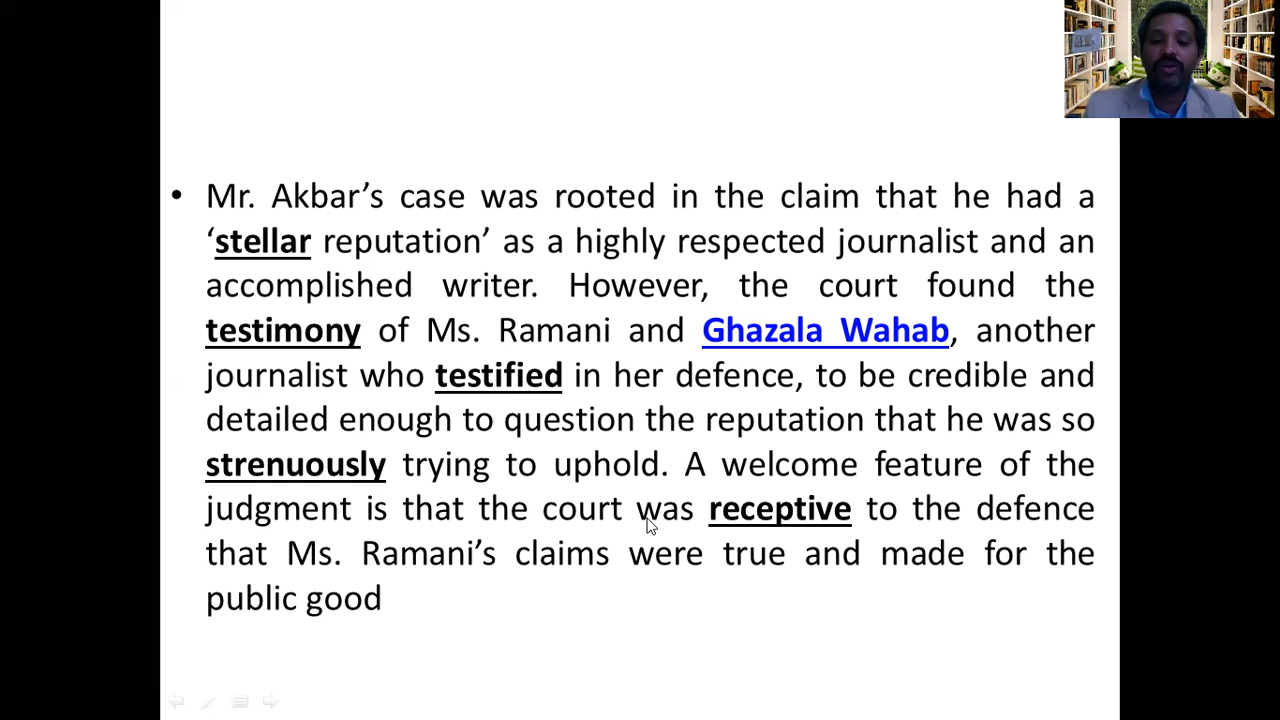 • Mr. Akbar’s case was rooted in the claim that he had a
‘stellar reputation’ as a highly respected journalist and an
accomplished writer. However, the court found the
testimony of Ms. Ramani and Ghazala Wahab, another
journalist who testified in her defence, to be credible and
detailed enough to question the reputation that he was so
strenuously trying to uphold. A welcome feature of the
judgment is that the court was receptive to the defence
that Ms. Ramani’s claims were true and made for the
public good